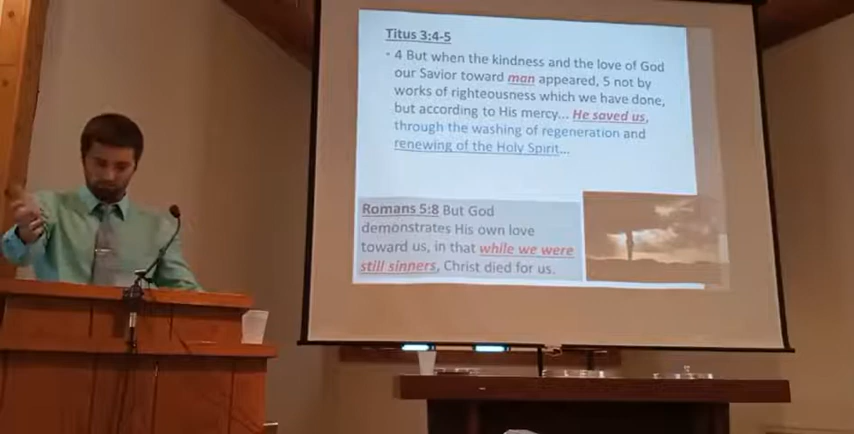 Titus 3:4-5
• 4 But when the kindness and the love of God
our Savior toward man appeared, 5 not by
works of righteousness which we have done,
but according to His mercy... He saved us,
through the washing of regeneration and
renewing of the Holy Spirit...
Romans 5:8 But God
demonstrates His own love
toward us, in that while we were
still sinners, Christ died for us.